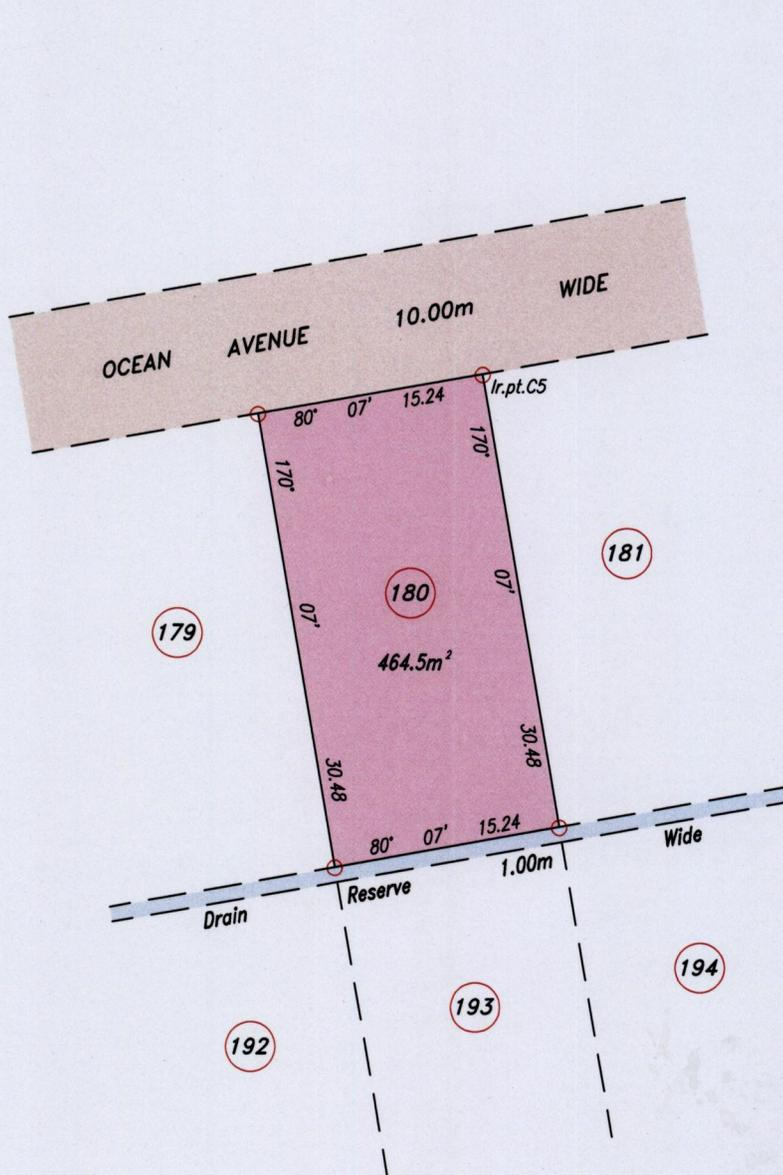 OCEAN AVENUE 10.00m WIDE
Ir.pt.C5
80° 07' 15.24
170° 07' 30.48
170° 07' 30.48
181
180
179
464.5m²
80° 07' 15.24
Drain Reserve 1.00m Wide
194
193
192